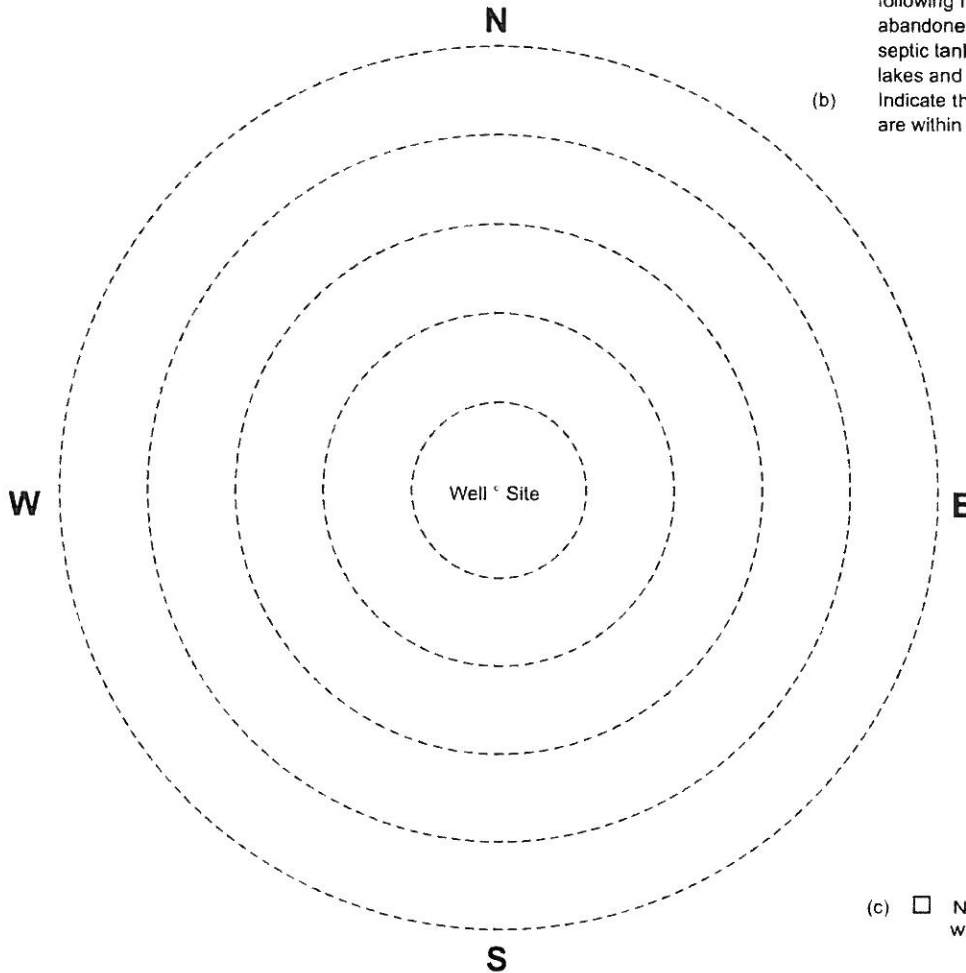 following
abandone
septic tan
lakes and
(b) Indicate th
are within
N
W
Well Site
E
S
(c) N
w